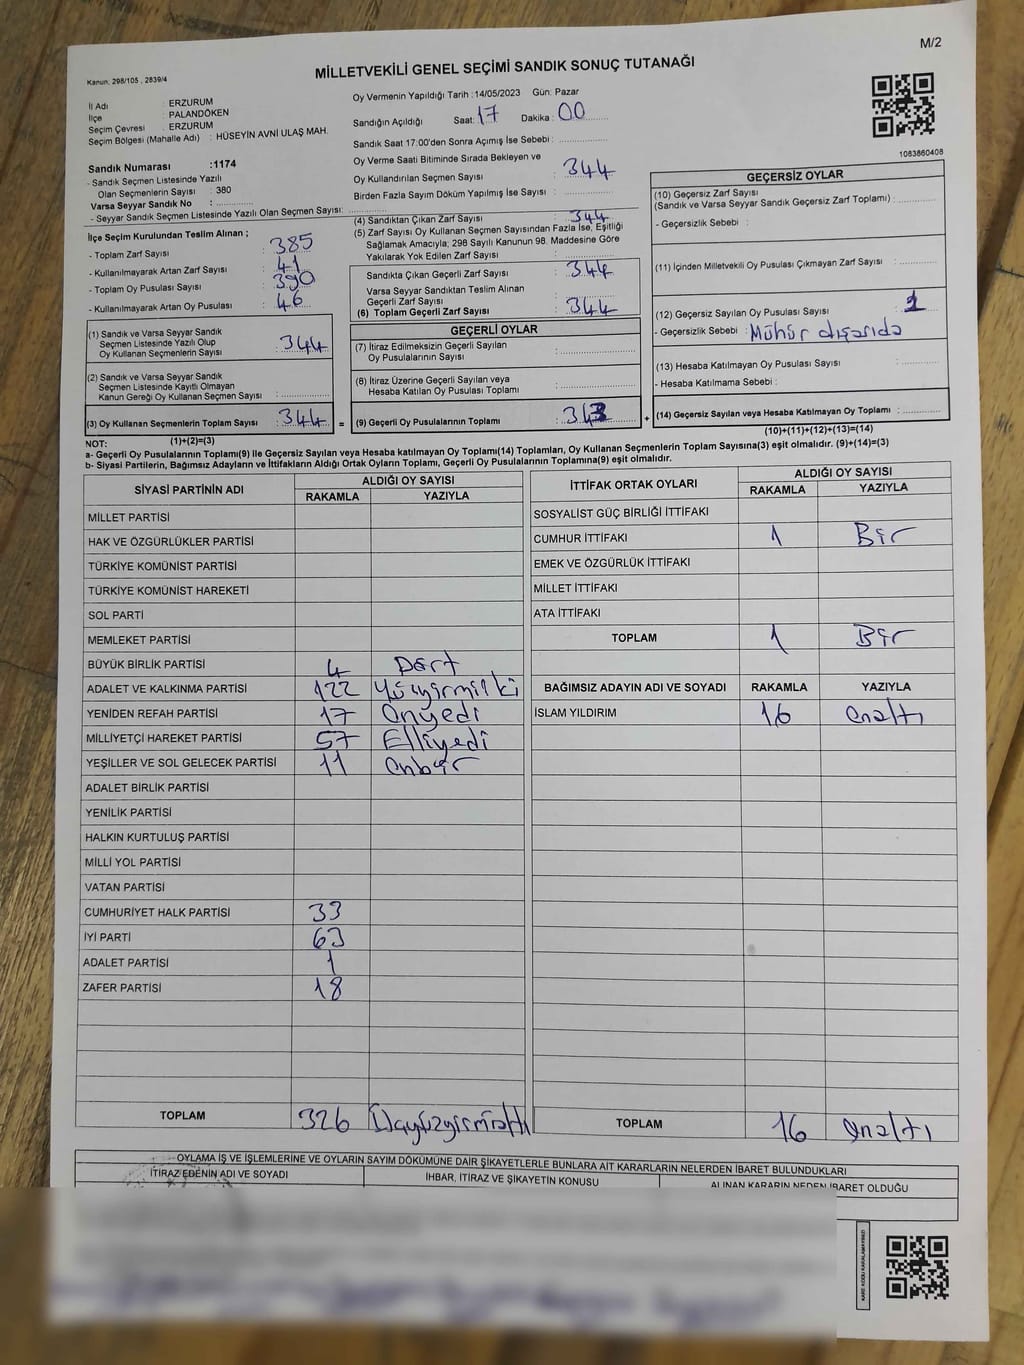 M/2
Kanun: 298/105 , 2839/4
MİLLETVEKİLİ GENEL SEÇİMİ SANDIK SONUÇ TUTANAĞI
İl Adı : ERZURUM
İlçe : PALANDÖKEN
Seçim Çevresi : ERZURUM
Seçim Bölgesi (Mahalle Adı) : HÜSEYİN AVNİ ULAŞ MAH.
Sandık Numarası :1174
- Sandık Seçmen Listesinde Yazılı
Olan Seçmenlerin Sayısı : 380
Varsa Seyyar Sandık No :
- Seyyar Sandık Seçmen Listesinde Yazılı Olan Seçmen Sayısı:
Oy Vermenin Yapıldığı Tarih :14/05/2023 Gün: Pazar
Sandığın Açıldığı Saat: 17 Dakika : 00
Sandık Saat 17:00'den Sonra Açımış İse Sebebi :
Oy Verme Saati Bitiminde Sırada Bekleyen ve
Oy Kullandırılan Seçmen Sayısı : 344
Birden Fazla Sayım Döküm Yapılmış İse Sayısı :
1083860408
İlçe Seçim Kurulundan Teslim Alınan ;
- Toplam Zarf Sayısı : 385
- Kullanılmayarak Artan Zarf Sayısı : 41
- Toplam Oy Pusulası Sayısı : 390
- Kullanılmayarak Artan Oy Pusulası : 46
(1) Sandık ve Varsa Seyyar Sandık
Seçmen Listesinde Yazılı Olup
Oy Kullanan Seçmenlerin Sayısı : 344
(2) Sandık ve Varsa Seyyar Sandık
Seçmen Listesinde Kayıtlı Olmayan
Kanun Gereği Oy Kullanan Seçmen Sayısı :
(3) Oy Kullanan Seçmenlerin Toplam Sayısı : 344 =
(1)+(2)=(3)
(4) Sandıktan Çıkan Zarf Sayısı : 344
(5) Zarf Sayısı Oy Kullanan Seçmen Sayısından Fazla İse, Eşitliği
Sağlamak Amacıyla; 298 Sayılı Kanunun 98. Maddesine Göre
Yakılarak Yok Edilen Zarf Sayısı :
Sandıkta Çıkan Geçerli Zarf Sayısı : 344
Varsa Seyyar Sandıktan Teslim Alınan
Geçerli Zarf Sayısı :
(6) Toplam Geçerli Zarf Sayısı : 344
GEÇERLİ OYLAR
(7) İtiraz Edilmeksizin Geçerli Sayılan
Oy Pusulalarının Sayısı :
(8) İtiraz Üzerine Geçerli Sayılan veya
Hesaba Katılan Oy Pusulası Toplamı :
(9) Geçerli Oy Pusulalarının Toplamı : 343 +
GEÇERSİZ OYLAR
(10) Geçersiz Zarf Sayısı
(Sandık ve Varsa Seyyar Sandık Geçersiz Zarf Toplamı) :
- Geçersizlik Sebebi :
(11) İçinden Milletvekili Oy Pusulası Çıkmayan Zarf Sayısı :
(12) Geçersiz Sayılan Oy Pusulası Sayısı : 1
- Geçersizlik Sebebi : Mühür dışarıda
(13) Hesaba Katılmayan Oy Pusulası Sayısı :
- Hesaba Katılmama Sebebi :
(14) Geçersiz Sayılan veya Hesaba Katılmayan Oy Toplamı :
(10)+(11)+(12)+(13)=(14)
NOT:
a- Geçerli Oy Pusulalarının Toplamı(9) ile Geçersiz Sayılan veya Hesaba katılmayan Oy Toplamı(14) Toplamları, Oy Kullanan Seçmenlerin Toplam Sayısına(3) eşit olmalıdır. (9)+(14)=(3)
b- Siyasi Partilerin, Bağımsız Adayların ve İttifakların Aldığı Ortak Oyların Toplamı, Geçerli Oy Pusulalarının Toplamına(9) eşit olmalıdır.
SİYASİ PARTİNİN ADI ALDIĞI OY SAYISI
RAKAMLA YAZIYLA
MİLLET PARTİSİ
HAK VE ÖZGÜRLÜKLER PARTİSİ
TÜRKİYE KOMÜNİST PARTİSİ
TÜRKİYE KOMÜNİST HAREKETİ
SOL PARTİ
MEMLEKET PARTİSİ
BÜYÜK BİRLİK PARTİSİ 4 Dört
ADALET VE KALKINMA PARTİSİ 122 Yüzyirmiiki
YENİDEN REFAH PARTİSİ 17 Onyedi
MİLLİYETÇİ HAREKET PARTİSİ 57 Elliyedi
YEŞİLLER VE SOL GELECEK PARTİSİ 11 Onbir
ADALET BİRLİK PARTİSİ
YENİLİK PARTİSİ
HALKIN KURTULUŞ PARTİSİ
MİLLİ YOL PARTİSİ
VATAN PARTİSİ
CUMHURİYET HALK PARTİSİ 33
İYİ PARTİ 63
ADALET PARTİSİ 1
ZAFER PARTİSİ 18
TOPLAM 326 Üçyüzyirmialtı
İTTİFAK ORTAK OYLARI ALDIĞI OY SAYISI
RAKAMLA YAZIYLA
SOSYALİST GÜÇ BİRLİĞİ İTTİFAKI
CUMHUR İTTİFAKI 1 Bir
EMEK VE ÖZGÜRLÜK İTTİFAKI
MİLLET İTTİFAKI
ATA İTTİFAKI
TOPLAM 1 Bir
BAĞIMSIZ ADAYIN ADI VE SOYADI RAKAMLA YAZIYLA
İSLAM YILDIRIM 16 Onaltı
TOPLAM 16 Onaltı
OYLAMA İŞ VE İŞLEMLERİNE VE OYLARIN SAYIM DÖKÜMÜNE DAİR ŞİKAYETLERLE BUNLARA AİT KARARLARIN NELERDEN İBARET BULUNDUKLARI
İTİRAZ EDENİN ADI VE SOYADI İHBAR, İTİRAZ VE ŞİKAYETİN KONUSU ALINAN KARARIN NEDEN İBARET OLDUĞU
KARE KODU KARALAMAYINIZ!